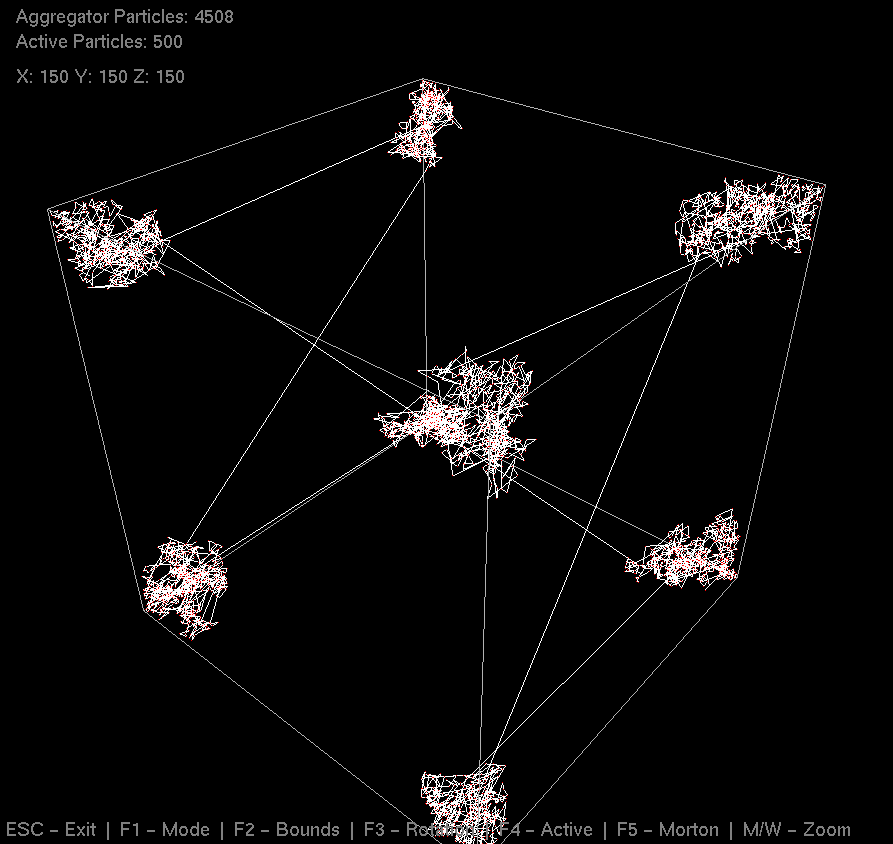 Aggregator Particles: 4508
Active Particles: 500
X: 150 Y: 150 Z: 150
ESC - Exit | F1 - Mode | F2 - Bounds | F3 - Rotation | F4 - Active | F5 - Morton | M/W - Zoom